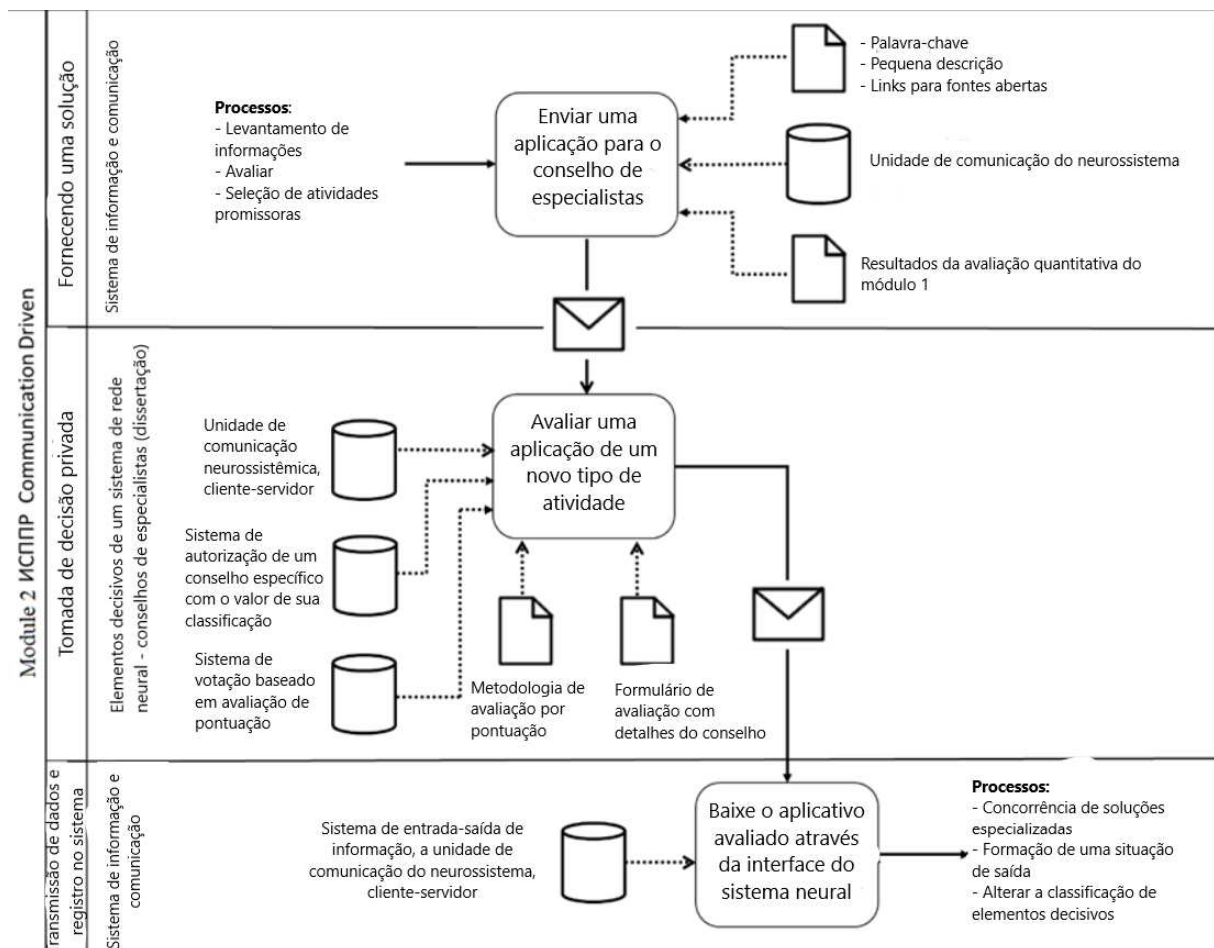 Module 2 ИСППР Communication Driven
Fornecendo uma solução
Sistema de informação e comunicação
Processos:
- Levantamento de
informações
- Avaliar
- Seleção de atividades
promissoras
Enviar uma
aplicação para o
conselho de
especialistas
- Palavra-chave
- Pequena descrição
- Links para fontes abertas
Unidade de comunicação do neurossistema
Resultados da avaliação quantitativa do
módulo 1
Tomada de decisão privada
Elementos decisivos de um sistema de rede
neural - conselhos de especialistas (dissertação)
Unidade de
comunicação
neurossistêmica,
cliente-servidor
Sistema de
autorização de um
conselho específico
com o valor de sua
classificação
Sistema de
votação baseado
em avaliação de
pontuação
Avaliar uma
aplicação de um
novo tipo de
atividade
Metodologia de
avaliação por
pontuação
Formulário de
avaliação com
detalhes do conselho
ransmissão de dados e
registro no sistema
Sistema de informação e
comunicação
Sistema de entrada-saída de
informação, a unidade de
comunicação do neurossistema,
cliente-servidor
Baixe o aplicativo
avaliado através
da interface do
sistema neural
Processos:
- Concorrência de soluções
especializadas
- Formação de uma situação
de saída
- Alterar a classificação de
elementos decisivos